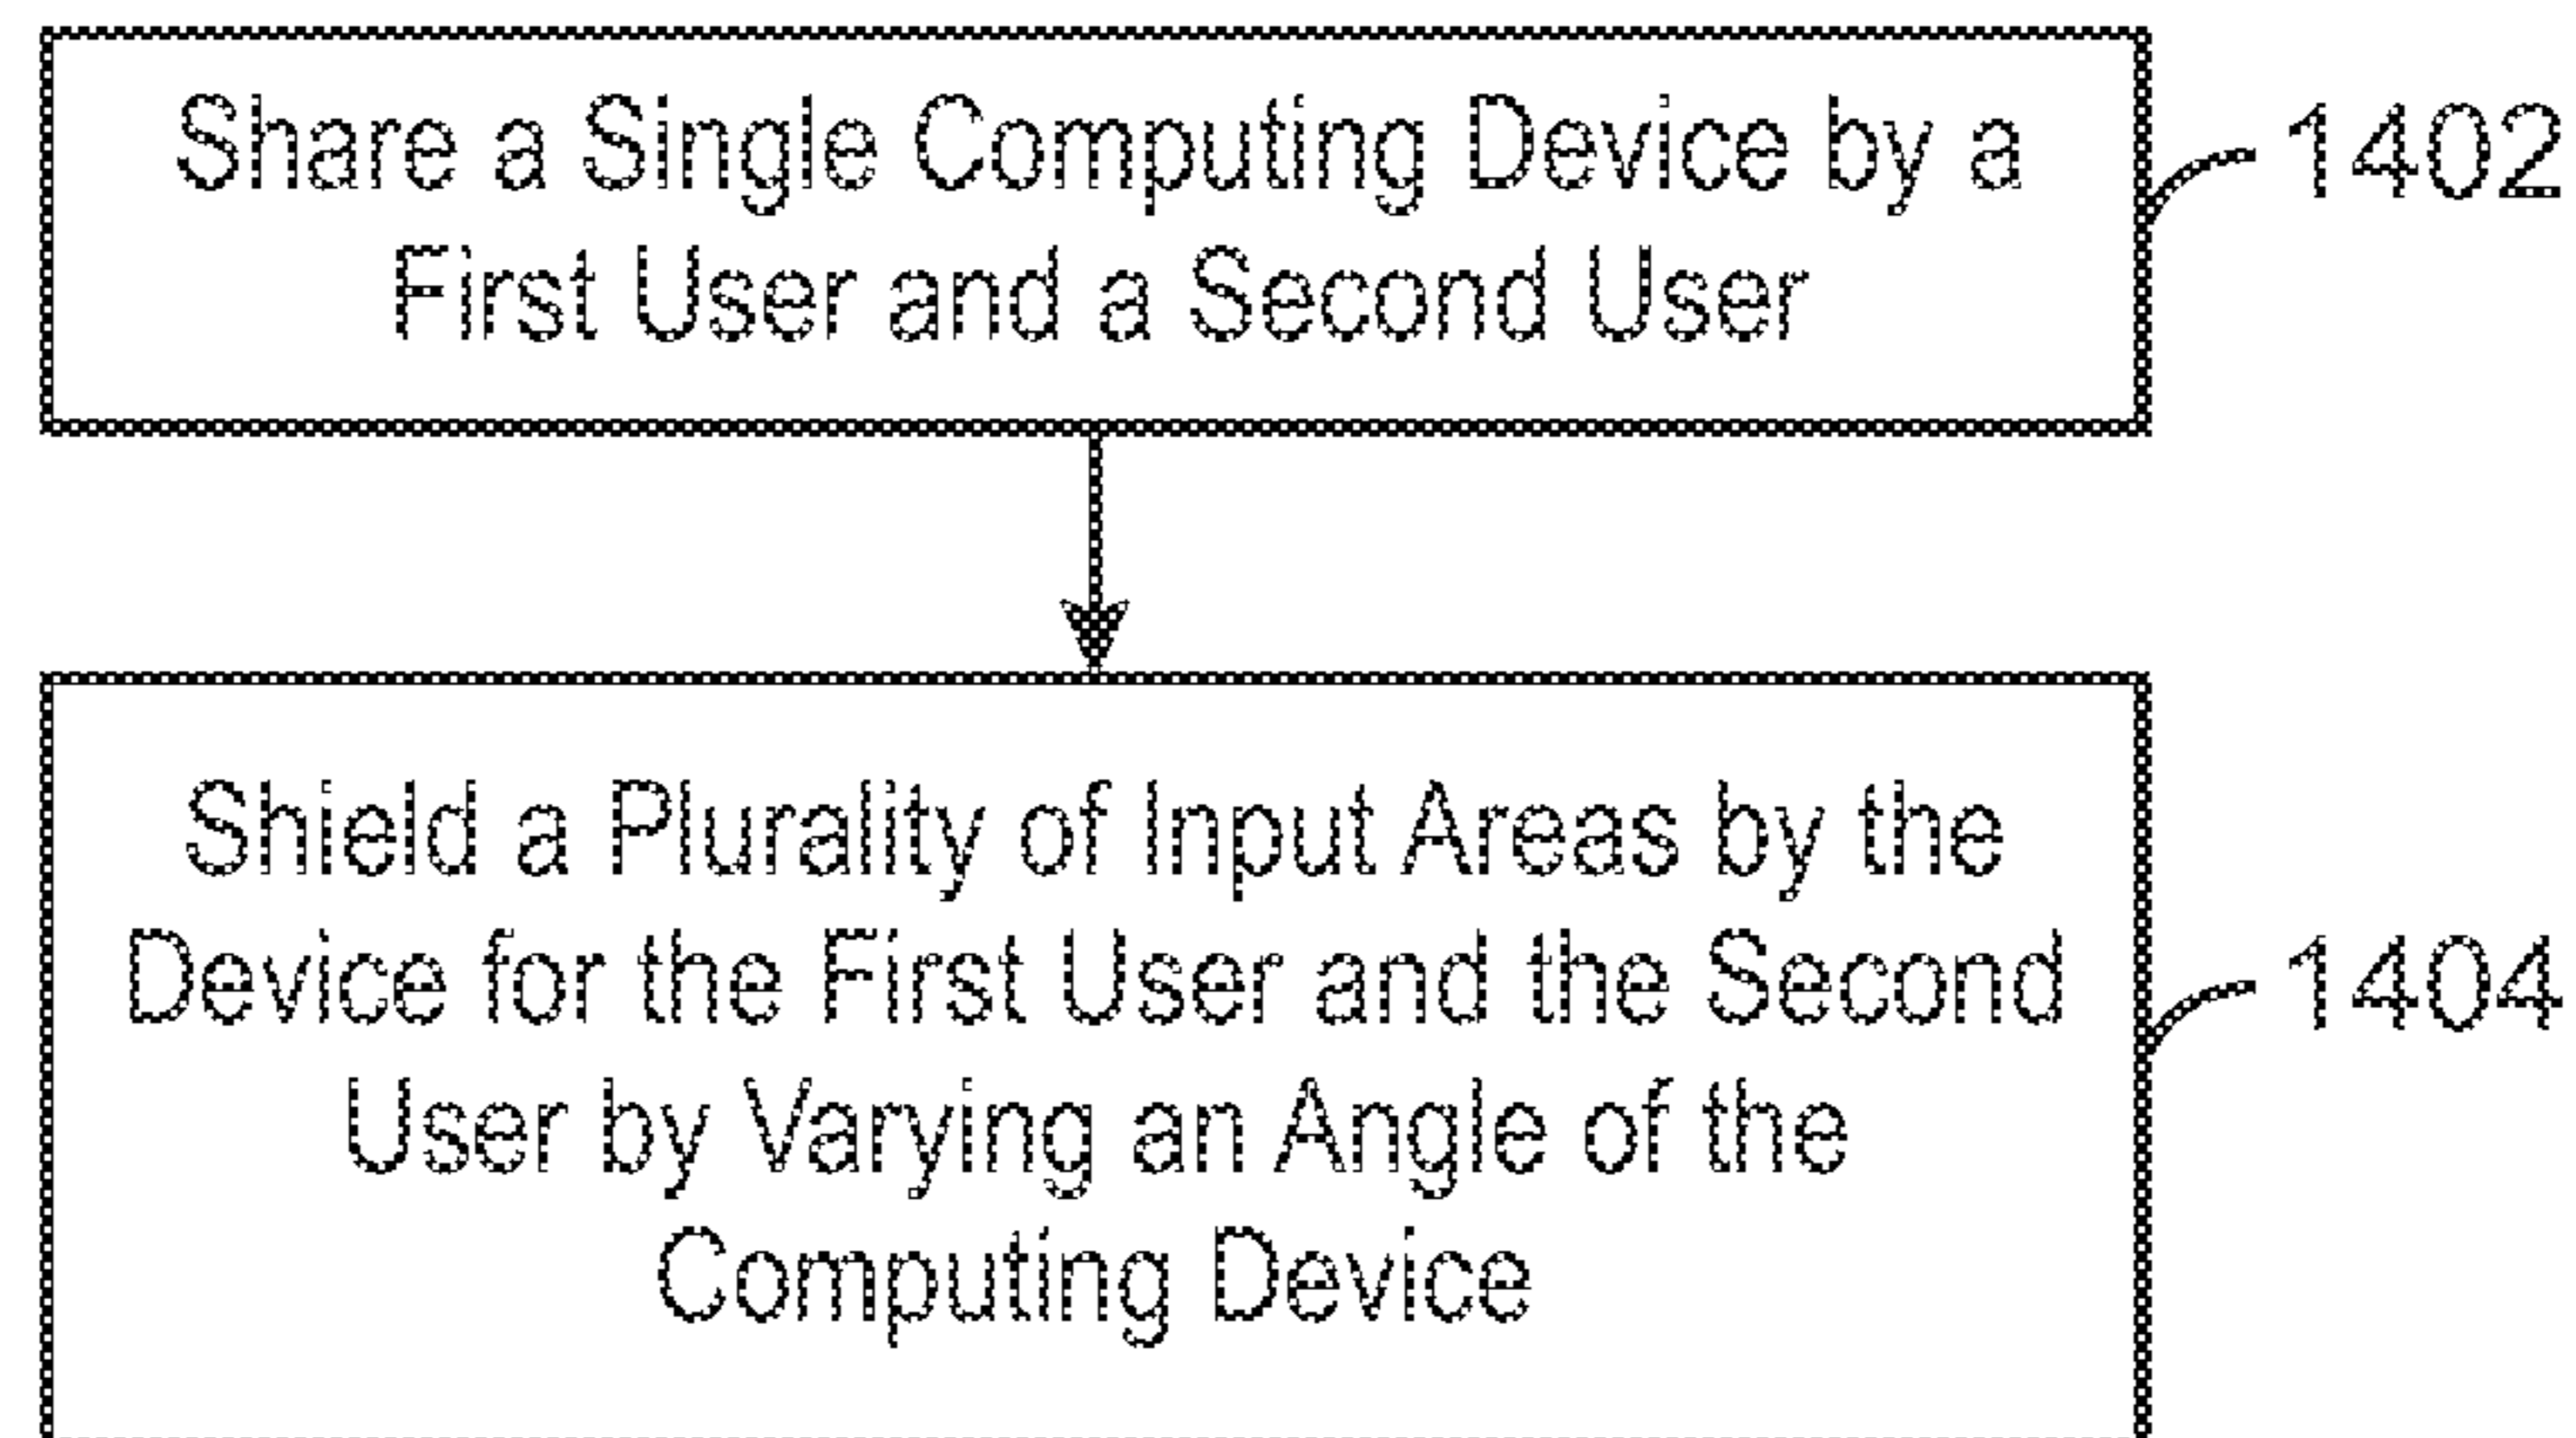 Share a Single Computing Device by a
First User and a Second User
1402
Shield a Plurality of Input Areas by the
Device for the First User and the Second
User by Varying an Angle of the
Computing Device
1404